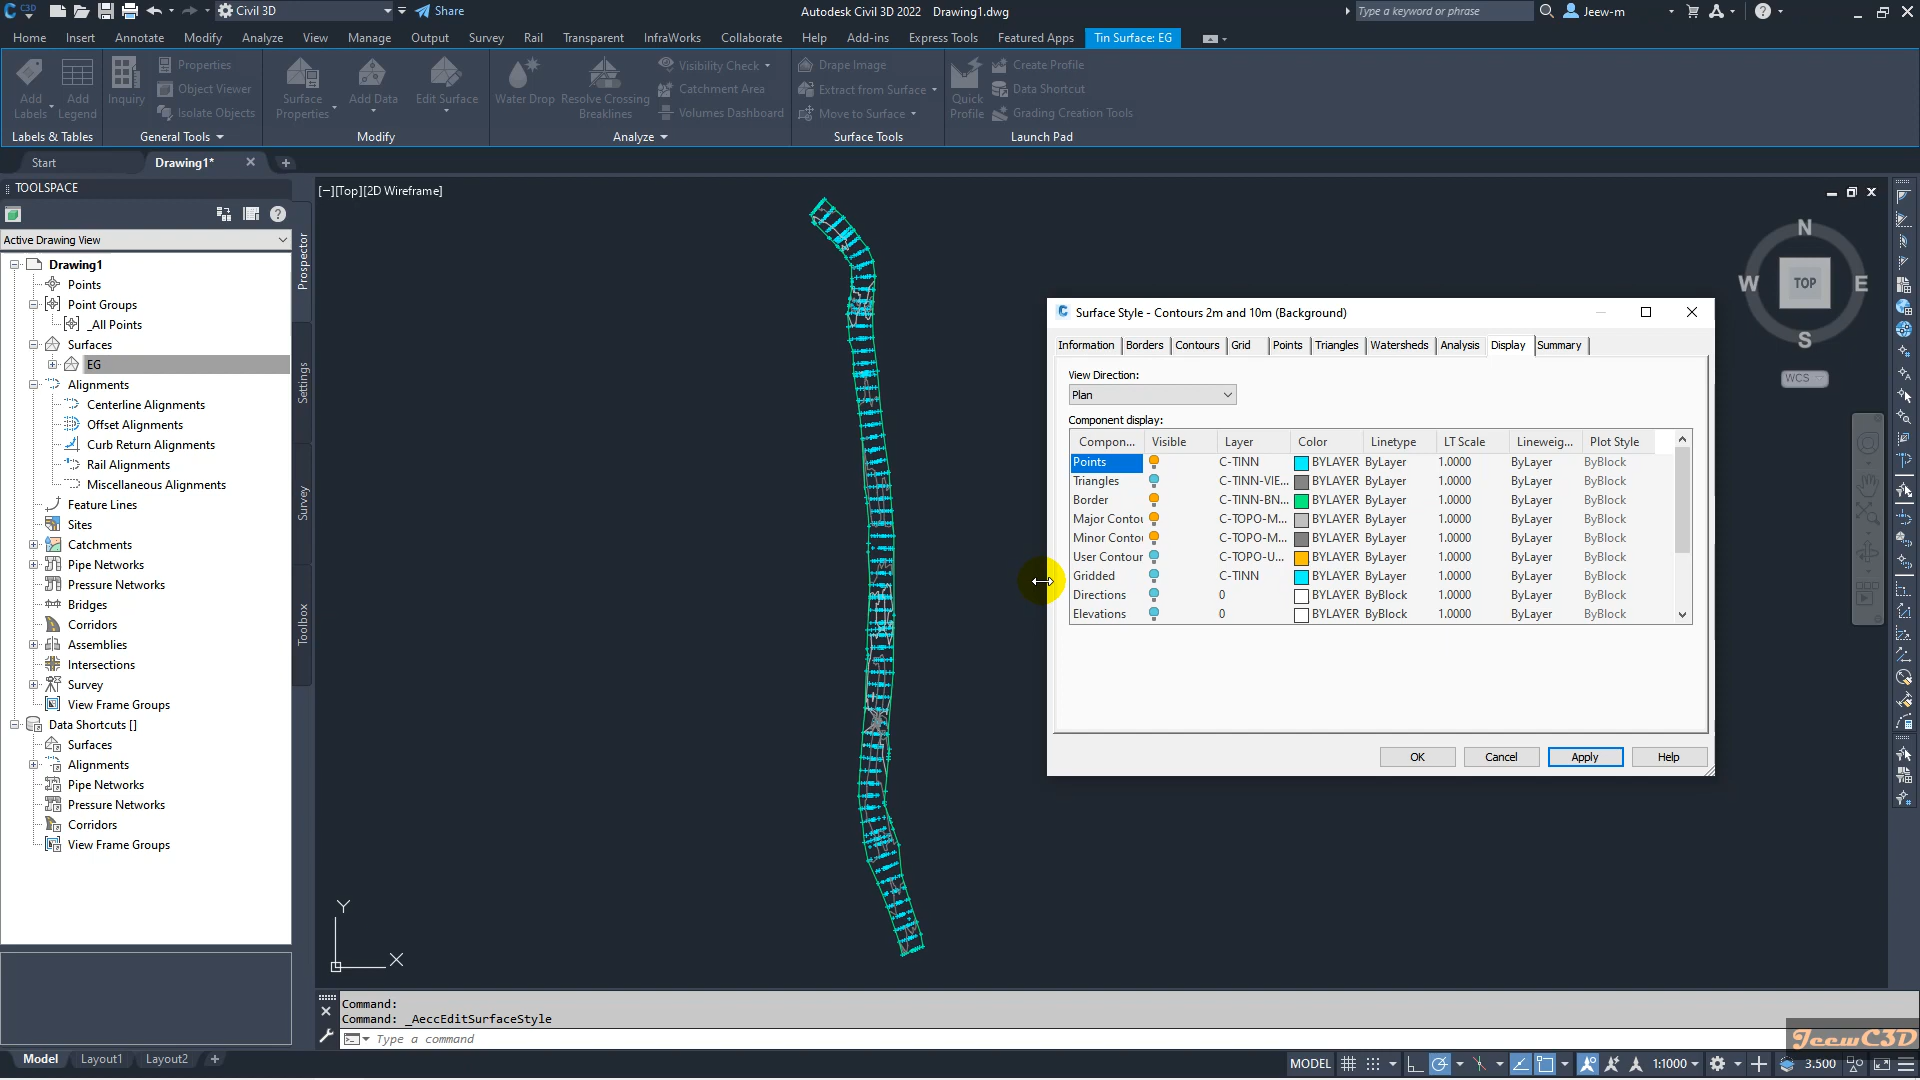 C3D Civil 3D Share Autodesk Civil 3D 2022 Drawing1.dwg Type a keyword or phrase Jeew-m
Home Insert Annotate Modify Analyze View Manage Output Survey Rail Transparent InfraWorks Collaborate Help Add-ins Express Tools Featured Apps Tin Surface: EG
Properties Visibility Check Drape Image Create Profile
Object Viewer Catchment Area Extract from Surface Data Shortcut
Add Labels Add Legend Inquiry Surface Properties Add Data Edit Surface Water Drop Resolve Crossing Breaklines Quick Profile
Isolate Objects Volumes Dashboard Move to Surface Grading Creation Tools
Labels & Tables General Tools Modify Analyze Surface Tools Launch Pad
Start Drawing1*
TOOLSPACE
[−][Top][2D Wireframe]
Active Drawing View
Drawing1
Points
Point Groups
_All Points
Surfaces
EG
Alignments
Centerline Alignments
Offset Alignments
Curb Return Alignments
Rail Alignments
Miscellaneous Alignments
Feature Lines
Sites
Catchments
Pipe Networks
Pressure Networks
Bridges
Corridors
Assemblies
Intersections
Survey
View Frame Groups
Data Shortcuts []
Surfaces
Alignments
Pipe Networks
Pressure Networks
Corridors
View Frame Groups
Prospector
Settings
Survey
Toolbox
N
W TOP E
S
WCS
Surface Style - Contours 2m and 10m (Background)
Information Borders Contours Grid Points Triangles Watersheds Analysis Display Summary
View Direction:
Plan
Component display:
Compon... Visible Layer Color Linetype LT Scale Lineweig... Plot Style
Points C-TINN BYLAYER ByLayer 1.0000 ByLayer ByBlock
Triangles C-TINN-VIE... BYLAYER ByLayer 1.0000 ByLayer ByBlock
Border C-TINN-BN... BYLAYER ByLayer 1.0000 ByLayer ByBlock
Major Contou C-TOPO-M... BYLAYER ByLayer 1.0000 ByLayer ByBlock
Minor Contou C-TOPO-M... BYLAYER ByLayer 1.0000 ByLayer ByBlock
User Contour C-TOPO-U... BYLAYER ByLayer 1.0000 ByLayer ByBlock
Gridded C-TINN BYLAYER ByLayer 1.0000 ByLayer ByBlock
Directions 0 BYLAYER ByBlock 1.0000 ByLayer ByBlock
Elevations 0 BYLAYER ByBlock 1.0000 ByLayer ByBlock
OK Cancel Apply Help
Y
X
Command:
Command: _AeccEditSurfaceStyle
Type a command
JeewC3D
Model Layout1 Layout2 MODEL 1:1000 3.500